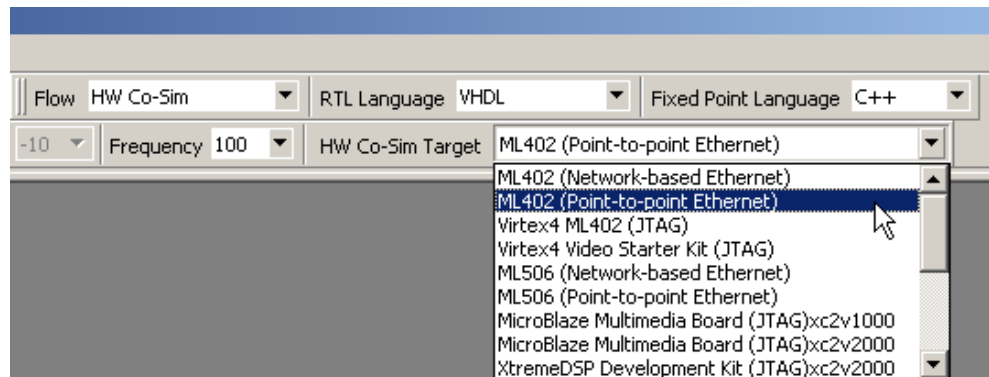 Flow HW Co-Sim RTL Language VHDL Fixed Point Language C++
-10 Frequency 100 HW Co-Sim Target ML402 (Point-to-point Ethernet)
ML402 (Network-based Ethernet)
ML402 (Point-to-point Ethernet)
Virtex4 ML402 (JTAG)
Virtex4 Video Starter Kit (JTAG)
ML506 (Network-based Ethernet)
ML506 (Point-to-point Ethernet)
MicroBlaze Multimedia Board (JTAG)xc2v1000
MicroBlaze Multimedia Board (JTAG)xc2v2000
XtremeDSP Development Kit (JTAG)xc2v2000